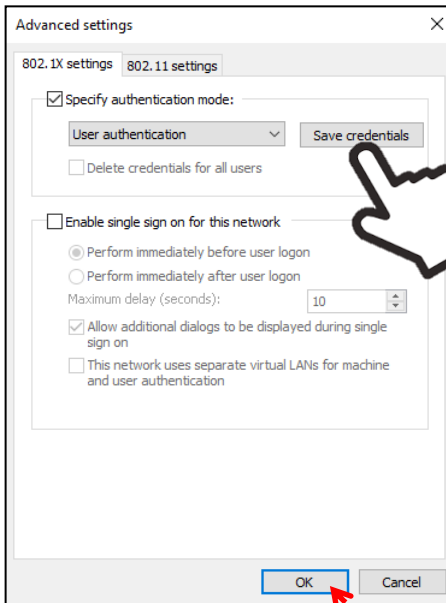 Advanced settings
802.1X settings 802.11 settings
Specify authentication mode:
User authentication Save credentials
Delete credentials for all users
Enable single sign on for this network
Perform immediately before user logon
Perform immediately after user logon
Maximum delay (seconds): 10
Allow additional dialogs to be displayed during single
sign on
This network uses separate virtual LANs for machine
and user authentication
OK Cancel